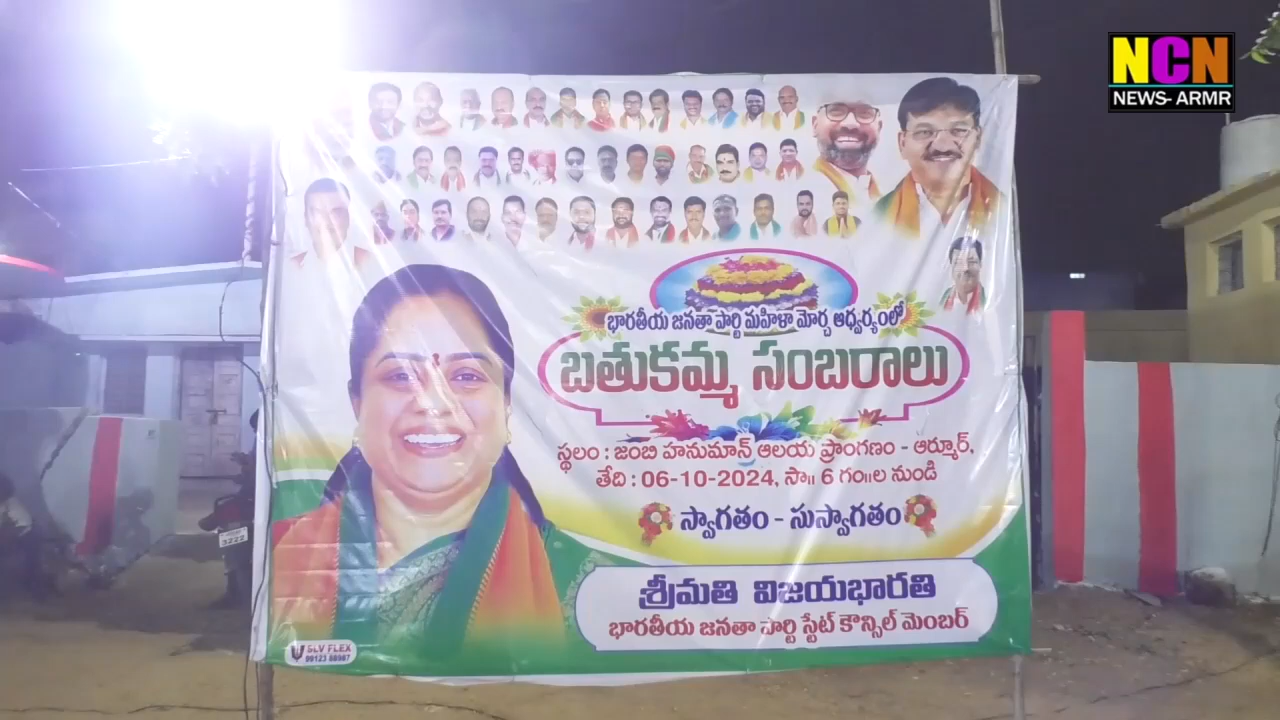 NCN
NEWS- ARMR
భారతీయ జనతా పార్టి మహిళా మోర్చ ఆధ్వర్యంలో
బతుకమ్మ సంబరాలు
స్థలం : జంబి హనుమాన్ ఆలయ ప్రాంగణం - ఆర్మూర్,
తేది : 06-10-2024, సా॥ 6 గం॥ల నుండి
స్వాగతం - సుస్వాగతం
శ్రీమతి విజయభారతి
భారతీయ జనతా పార్టి స్టేట్ కౌన్సిల్ మెంబర్
SLV FLEX
3222